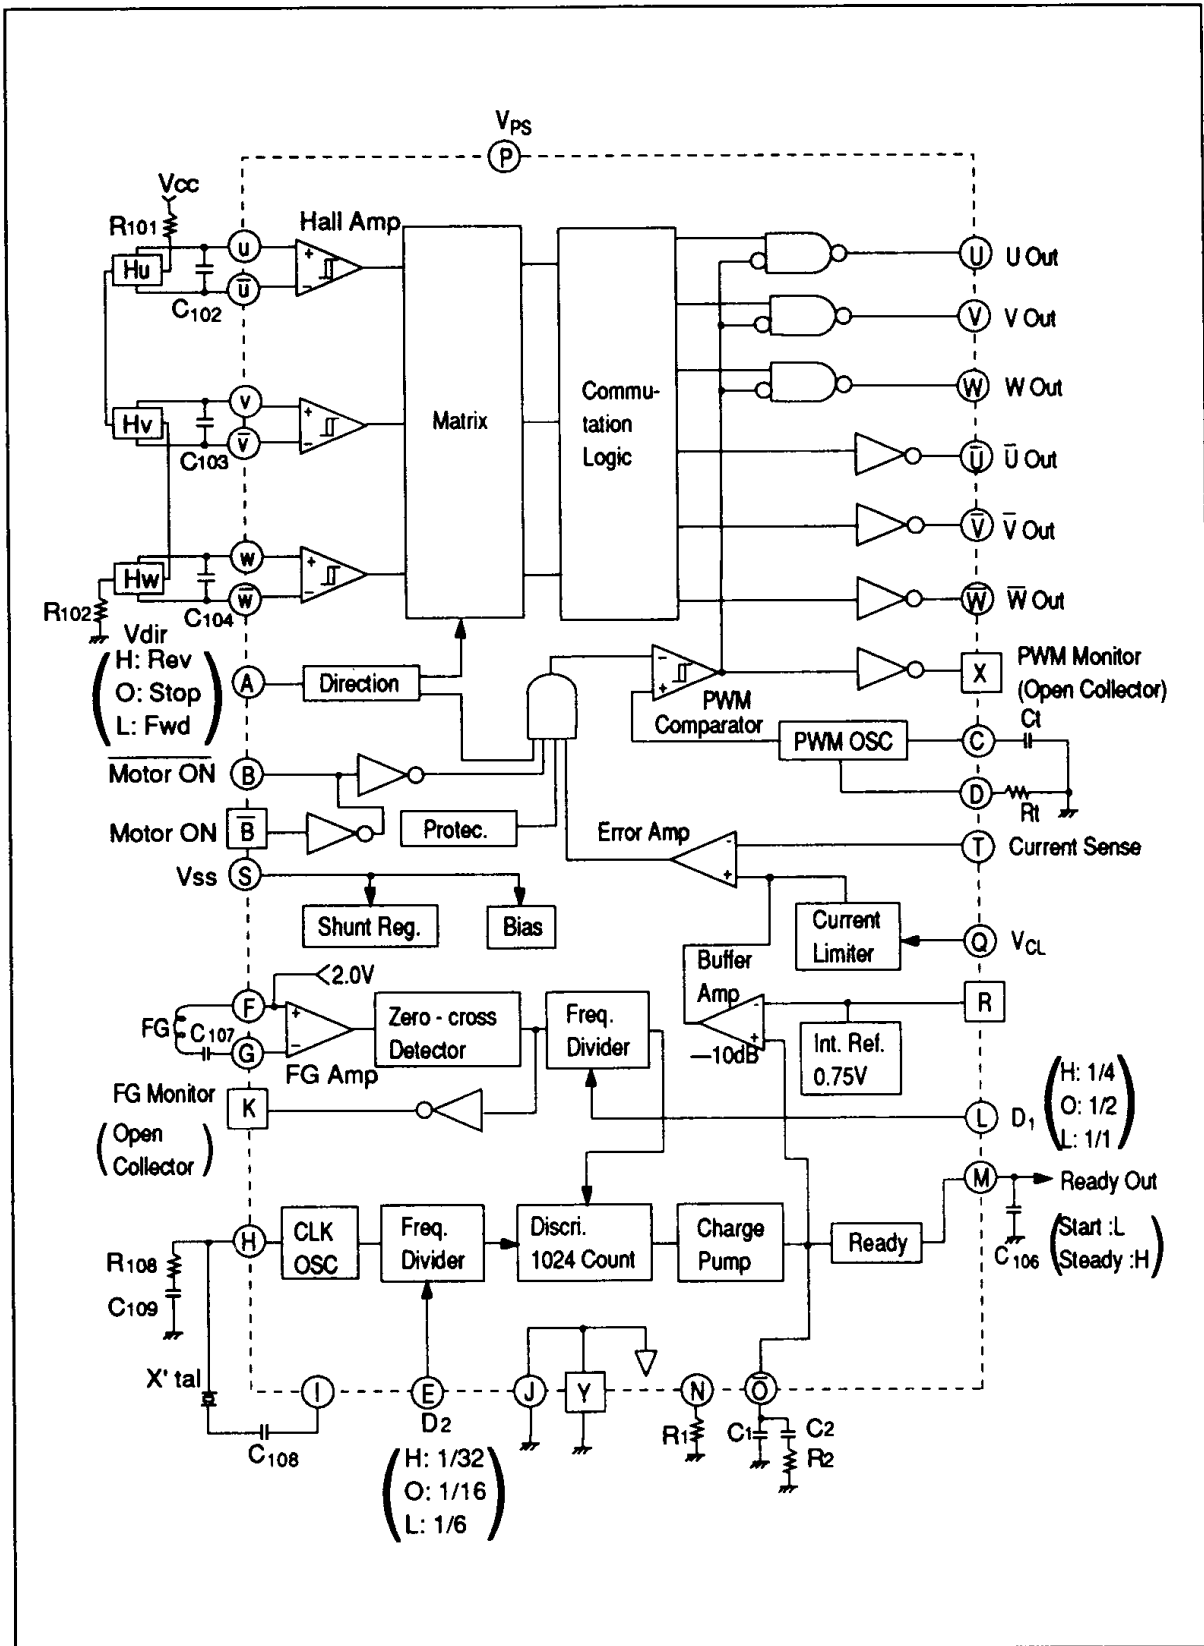 VPS
P
Vcc
R101
Hall Amp
u
Hu
u̅
C102
U
U Out
V
V Out
W
W Out
v
Hv
v̅
C103
Matrix
Commu-
tation
Logic
U̅
U̅ Out
V̅
V̅ Out
w
Hw
w̅
C104
R102
W̅
W̅ Out
Vdir
H: Rev
O: Stop
L: Fwd
A
Direction
PWM
Comparator
X
PWM Monitor
(Open Collector)
PWM OSC
C
Ct
D
Rt
M̅o̅t̅o̅r̅ O̅N̅
B
Motor ON
B̅
Protec.
Error Amp
T
Current Sense
Vss
S
Shunt Reg.
Bias
Current
Limiter
Q
VCL
Buffer
Amp
—10dB
R
Int. Ref.
0.75V
F
<2.0V
FG
C107
G
FG Amp
Zero - cross
Detector
Freq.
Divider
FG Monitor
(Open
Collector)
K
L
D1
H: 1/4
O: 1/2
L: 1/1
M
Ready Out
C106
(Start :L
Steady :H)
H
CLK
OSC
Freq.
Divider
Discri.
1024 Count
Charge
Pump
Ready
R108
C109
X' tal
C108
I
E
D2
H: 1/32
O: 1/16
L: 1/6
J
Y
N
R1
O̅
C1
C2
R2